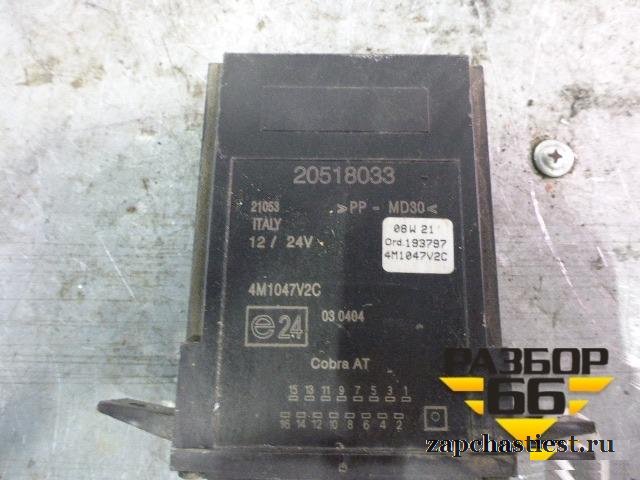 20518033
21053
>PP - MD30<
ITALY
12 / 24V
08W 21
Ord.193797
4M1047V2C
4M1047V2C
e 24
03 0404
Cobra AT
15 13 11 9 7 5 3 1
16 14 12 10 8 6 4 2
РАЗБОР
66
zapchastiest.ru